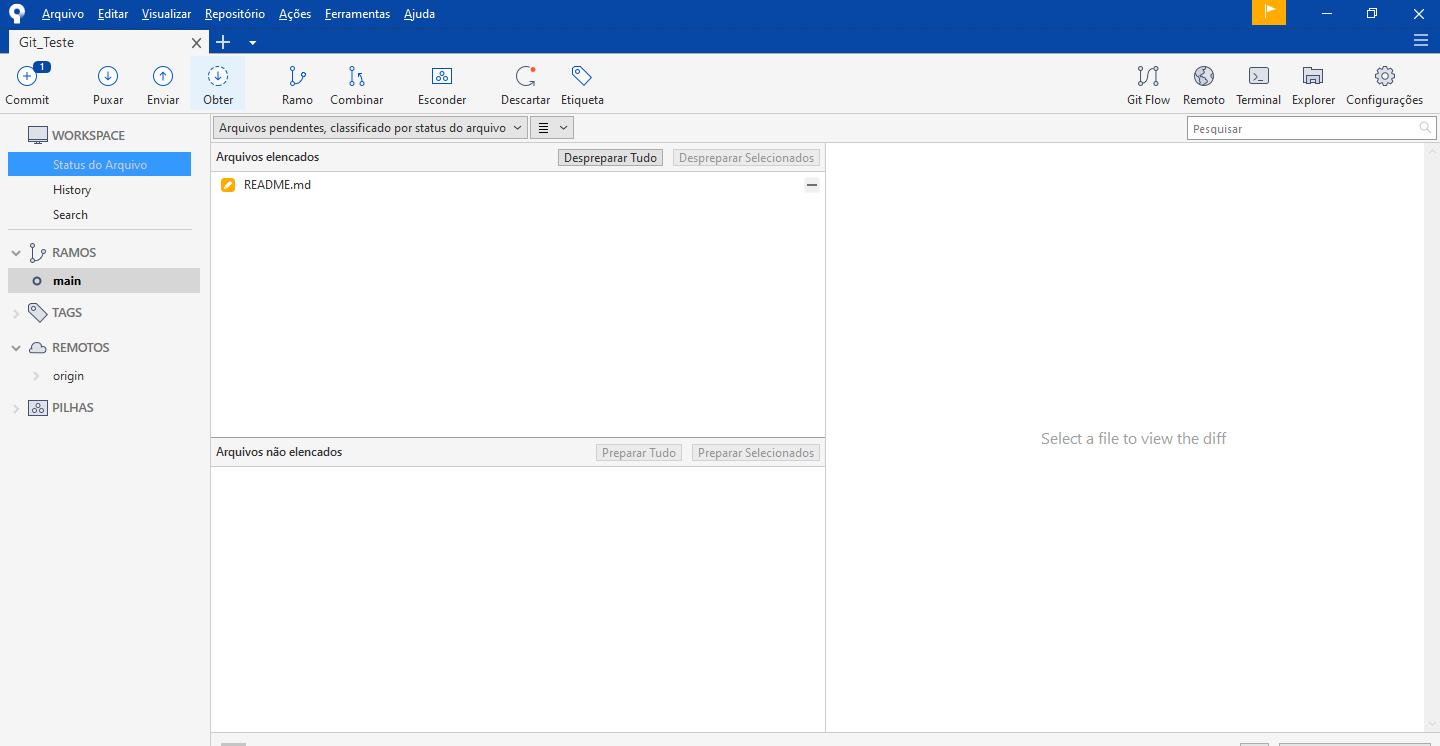 Arquivo Editar Visualizar Repositório Ações Ferramentas Ajuda
Git_Teste
1
Commit Puxar Enviar Obter Ramo Combinar Esconder Descartar Etiqueta Git Flow Remoto Terminal Explorer Configurações
WORKSPACE
Status do Arquivo
History
Search
RAMOS
main
TAGS
REMOTOS
origin
PILHAS
Arquivos pendentes, classificado por status do arquivo
Pesquisar
Arquivos elencados Despreparar Tudo Despreparar Selecionados
README.md
Arquivos não elencados Preparar Tudo Preparar Selecionados
Select a file to view the diff